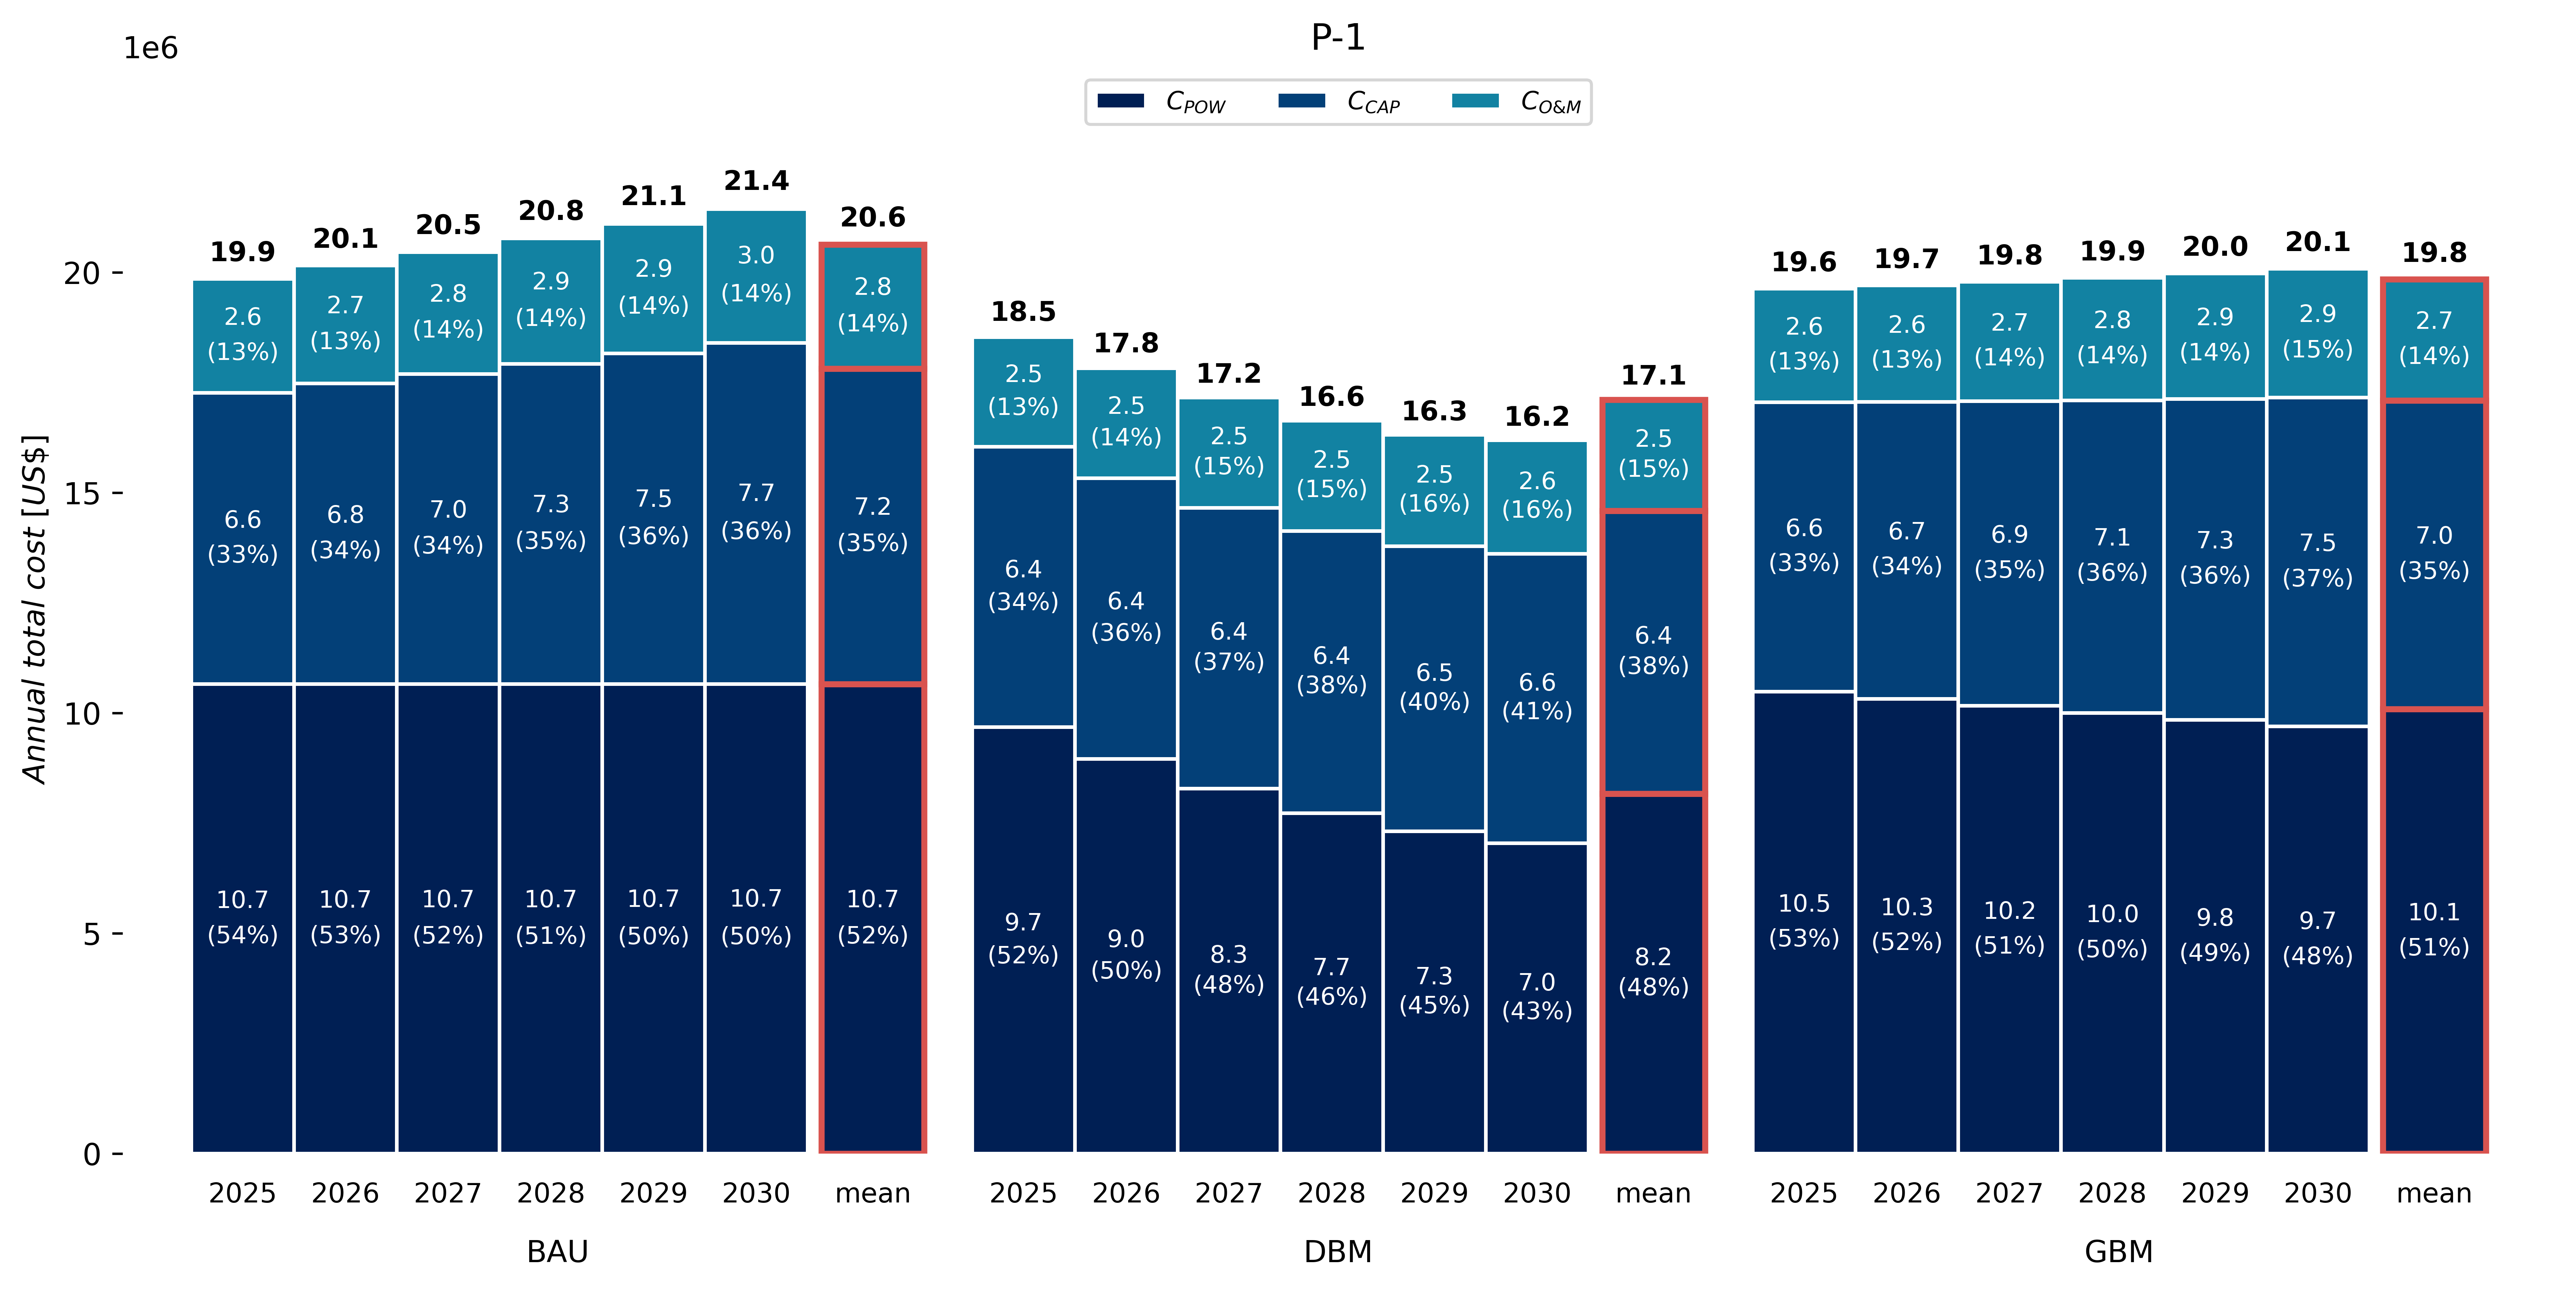 P-1
1e6
C_POW C_CAP C_O&M
Annual total cost [US$]
20
15
10
5
0
19.9 20.1 20.5 20.8 21.1 21.4 20.6
2.6 2.7 2.8 2.9 2.9 3.0 2.8
(13%) (13%) (14%) (14%) (14%) (14%) (14%)
6.6 6.8 7.0 7.3 7.5 7.7 7.2
(33%) (34%) (34%) (35%) (36%) (36%) (35%)
10.7 10.7 10.7 10.7 10.7 10.7 10.7
(54%) (53%) (52%) (51%) (50%) (50%) (52%)
2025 2026 2027 2028 2029 2030 mean
BAU
18.5 17.8 17.2 16.6 16.3 16.2 17.1
2.5 2.5 2.5 2.5 2.5 2.6 2.5
(13%) (14%) (15%) (15%) (16%) (16%) (15%)
6.4 6.4 6.4 6.4 6.5 6.6 6.4
(34%) (36%) (37%) (38%) (40%) (41%) (38%)
9.7 9.0 8.3 7.7 7.3 7.0 8.2
(52%) (50%) (48%) (46%) (45%) (43%) (48%)
2025 2026 2027 2028 2029 2030 mean
DBM
19.6 19.7 19.8 19.9 20.0 20.1 19.8
2.6 2.6 2.7 2.8 2.9 2.9 2.7
(13%) (13%) (14%) (14%) (14%) (15%) (14%)
6.6 6.7 6.9 7.1 7.3 7.5 7.0
(33%) (34%) (35%) (36%) (36%) (37%) (35%)
10.5 10.3 10.2 10.0 9.8 9.7 10.1
(53%) (52%) (51%) (50%) (49%) (48%) (51%)
2025 2026 2027 2028 2029 2030 mean
GBM